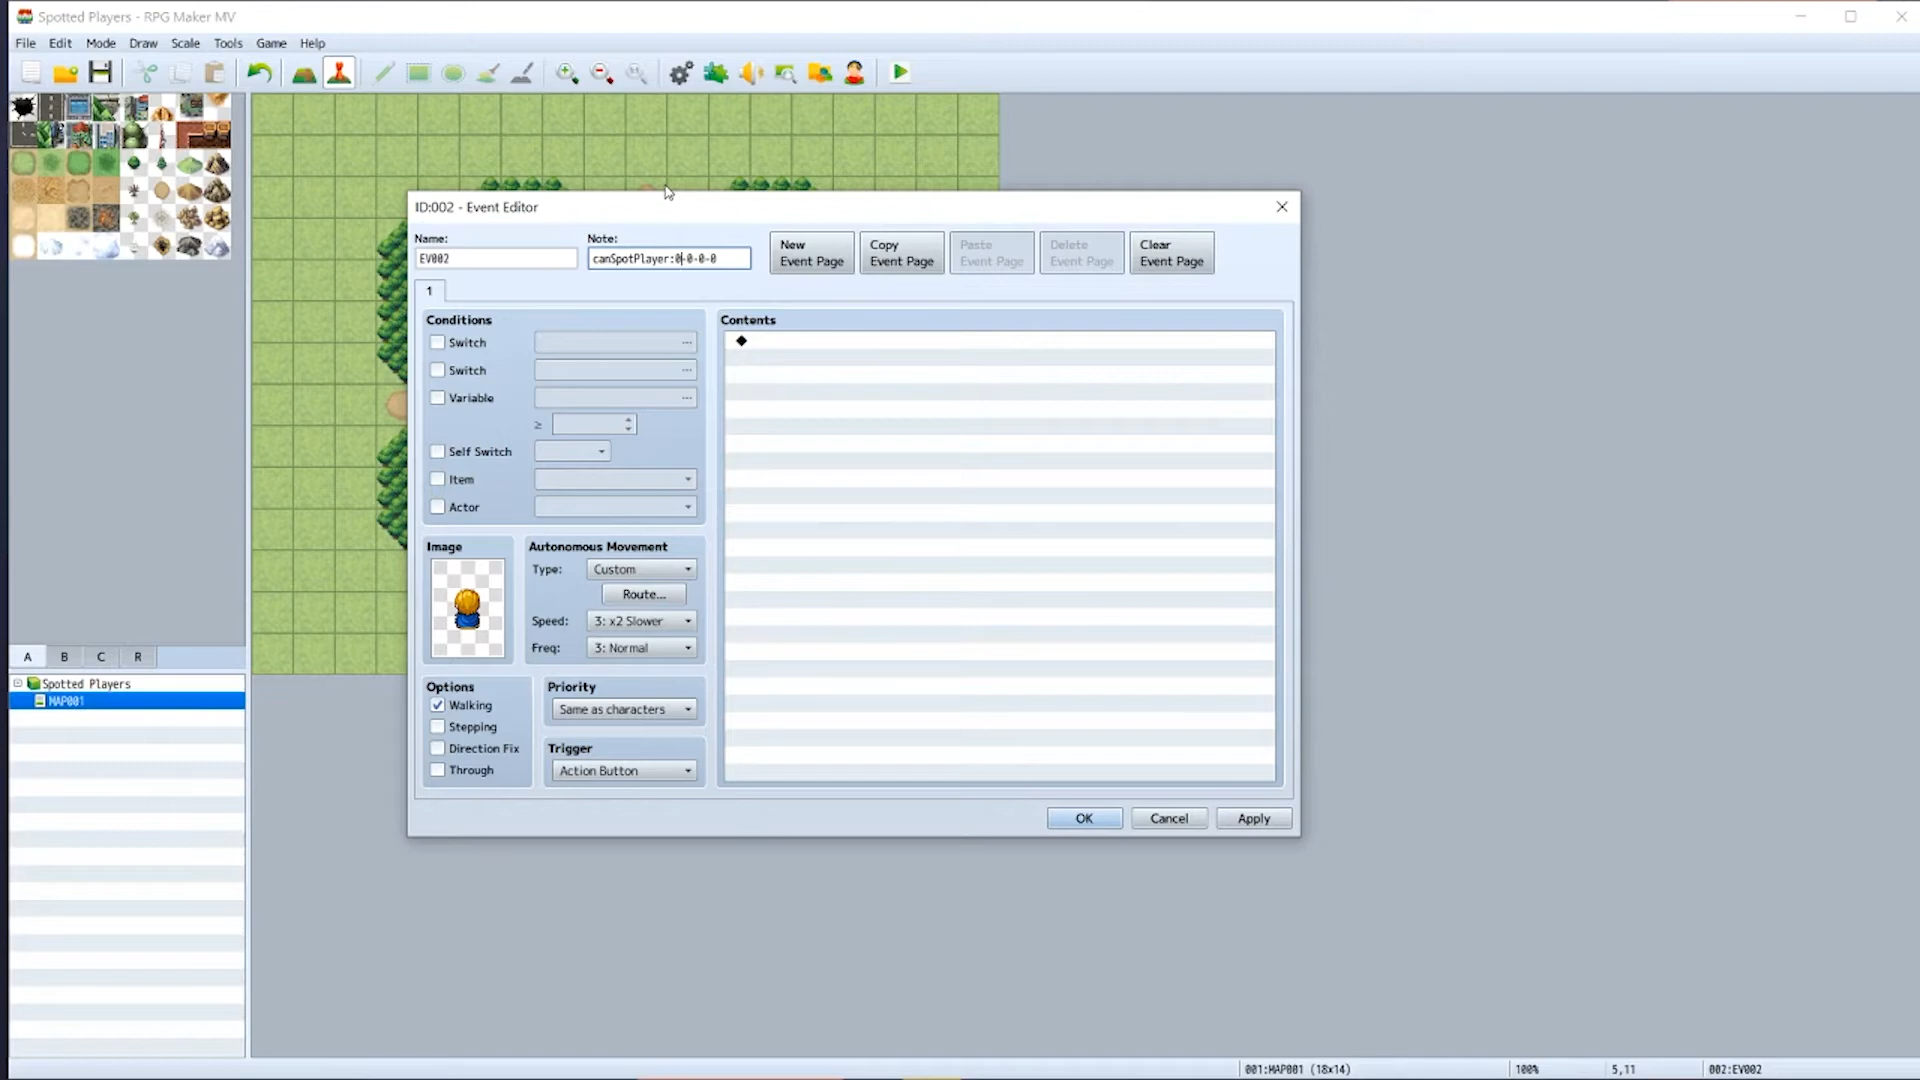 Spotted Players - RPG Maker MV
File Edit Mode Draw Scale Tools Game Help
ID:002 - Event Editor
Name:
Note:
EV002
canSpotPlayer:0-0-0-0
New Event Page
Copy Event Page
Paste Event Page
Delete Event Page
Clear Event Page
1
Conditions
Switch
Switch
Variable
≥
Self Switch
Item
Actor
Contents
Image
Autonomous Movement
Type: Custom
Route...
Speed: 3: x2 Slower
Freq: 3: Normal
Options
Walking
Stepping
Direction Fix
Through
Priority
Same as characters
Trigger
Action Button
OK Cancel Apply
A B C R
Spotted Players
MAP001
001:MAP001 (18x14) 100% 5,11 002:EV002